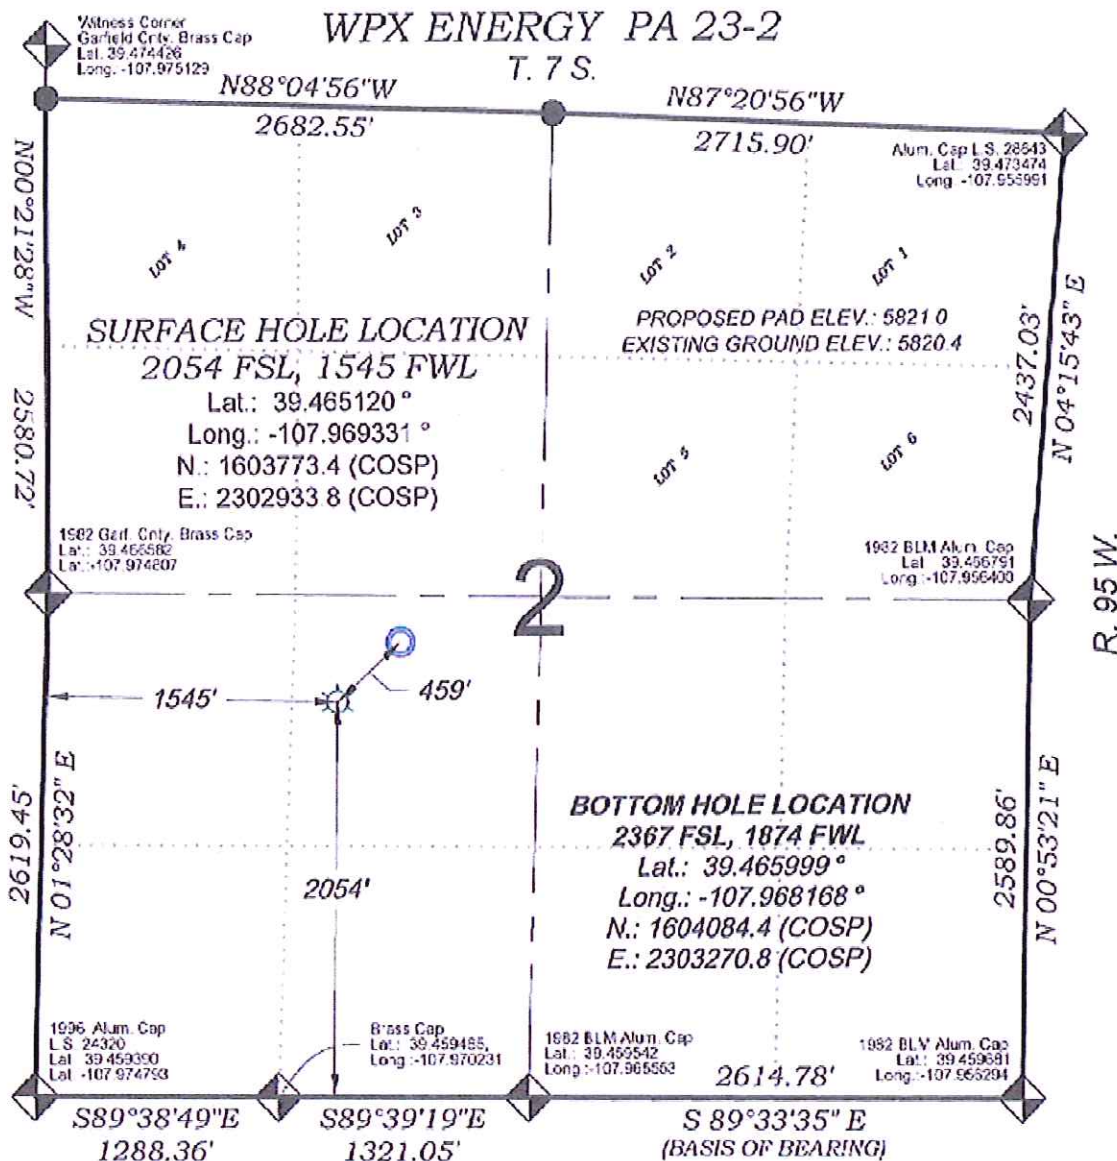 Witness Corner
Garfield Cnty. Brass Cap
Lat. 39.474426
Long. -107.975129
WPX ENERGY PA 23-2
T. 7 S.
N88°04'56"W
2682.55'
N87°20'56"W
2715.90'
Alum. Cap L.S. 28643
Lat. 39.473474
Long. -107.955991
N00°21'28"W
2580.72'
LOT 4
LOT 3
LOT 2
LOT 1
SURFACE HOLE LOCATION
2054 FSL, 1545 FWL
Lat.: 39.465120 °
Long.: -107.969331 °
N.: 1603773.4 (COSP)
E.: 2302933.8 (COSP)
PROPOSED PAD ELEV.: 5821.0
EXISTING GROUND ELEV.: 5820.4
2437.03'
N 04°15'43" E
LOT 5
LOT 6
1982 Garf. Cnty. Brass Cap
Lat.: 39.466582
Lat.:-107.974807
1982 BLM Alum. Cap
Lat 39.466791
Long.:-107.956400
R. 95 W.
2
1545'
459'
2619.45'
N 01°28'32" E
2054'
BOTTOM HOLE LOCATION
2367 FSL, 1874 FWL
Lat.: 39.465999 °
Long.: -107.968168 °
N.: 1604084.4 (COSP)
E.: 2303270.8 (COSP)
2589.86'
N 00°53'21" E
1996 Alum. Cap
L.S. 24320
Lat 39.459390
Lat -107.974793
Brass Cap
Lat.: 39.459465,
Long.:-107.970231
1982 BLM Alum. Cap
Lat.: 39.459542
Long.:-107.965553
1982 BLM Alum. Cap
Lat.: 39.459681
Long.:-107.956294
2614.78'
S89°38'49"E
1288.36'
S89°39'19"E
1321.05'
S 89°33'35" E
(BASIS OF BEARING)